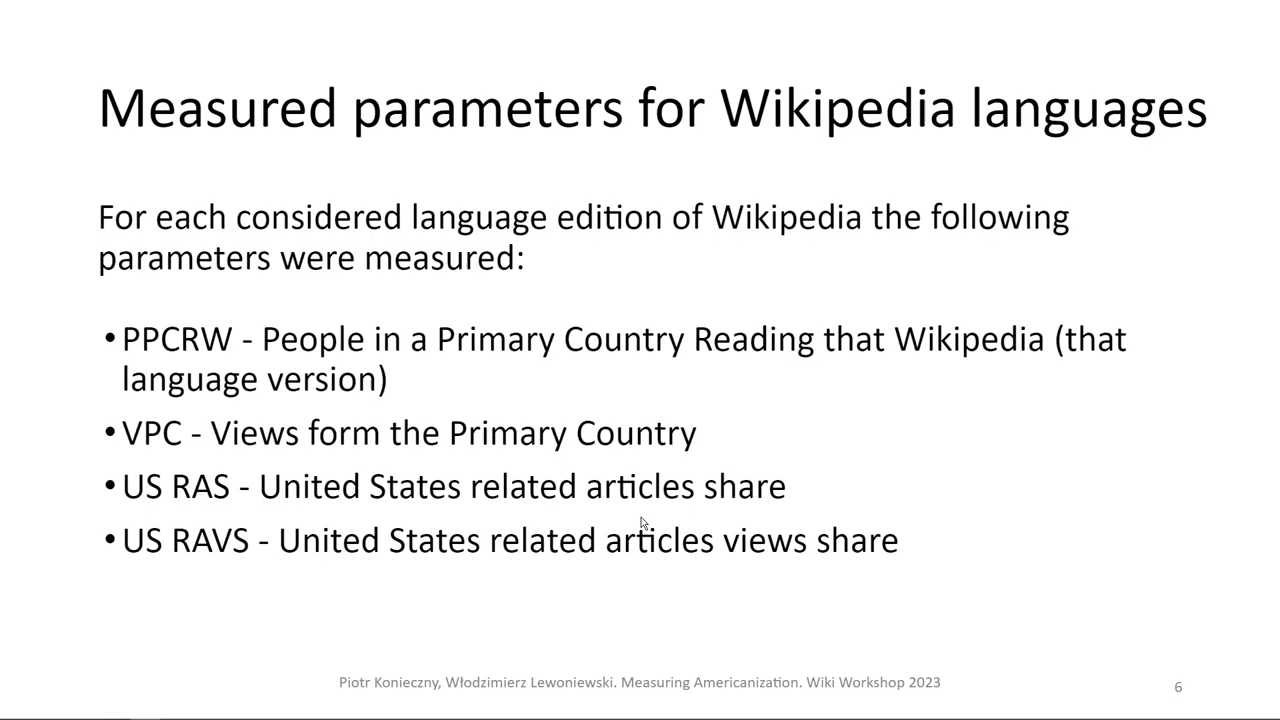 Measured parameters for Wikipedia languages
For each considered language edition of Wikipedia the following
parameters were measured:
• PPCRW - People in a Primary Country Reading that Wikipedia (that
language version)
• VPC - Views form the Primary Country
• US RAS - United States related articles share
• US RAVS - United States related articles views share
Piotr Konieczny, Włodzimierz Lewoniewski. Measuring Americanization. Wiki Workshop 2023
6